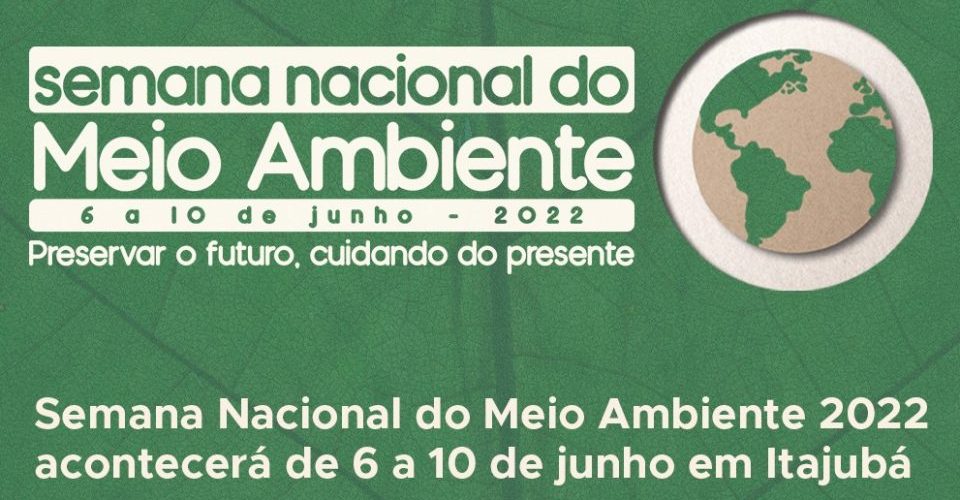 semana nacional do
Meio Ambiente
6 a 10 de junho - 2022
Preservar o futuro, cuidando do presente
Semana Nacional do Meio Ambiente 2022
acontecerá de 6 a 10 de junho em Itajubá